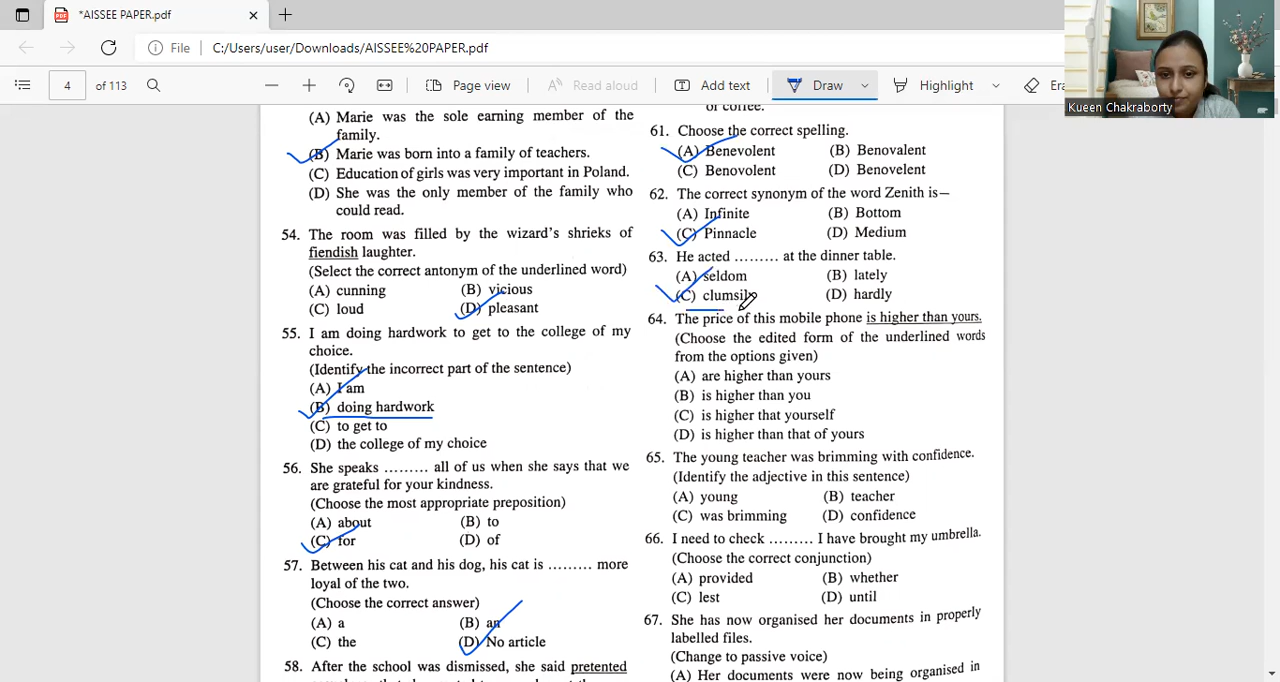 *AISSEE PAPER.pdf
File
C:/Users/user/Downloads/AISSEE%20PAPER.pdf
4 of 113
Page view
Read aloud
Add text
Draw
Highlight
Kueen Chakraborty
(A) Marie was the sole earning member of the
family.
(B) Marie was born into a family of teachers.
(C) Education of girls was very important in Poland.
(D) She was the only member of the family who
could read.
54. The room was filled by the wizard's shrieks of
fiendish laughter.
(Select the correct antonym of the underlined word)
(A) cunning (B) vicious
(C) loud (D) pleasant
55. I am doing hardwork to get to the college of my
choice.
(Identify the incorrect part of the sentence)
(A) I am
(B) doing hardwork
(C) to get to
(D) the college of my choice
56. She speaks ......... all of us when she says that we
are grateful for your kindness.
(Choose the most appropriate preposition)
(A) about (B) to
(C) for (D) of
57. Between his cat and his dog, his cat is ......... more
loyal of the two.
(Choose the correct answer)
(A) a (B) an
(C) the (D) No article
58. After the school was dismissed, she said pretented
of coffee.
61. Choose the correct spelling.
(A) Benevolent (B) Benovalent
(C) Benovolent (D) Benovelent
62. The correct synonym of the word Zenith is—
(A) Infinite (B) Bottom
(C) Pinnacle (D) Medium
63. He acted ......... at the dinner table.
(A) seldom (B) lately
(C) clumsily (D) hardly
64. The price of this mobile phone is higher than yours.
(Choose the edited form of the underlined words
from the options given)
(A) are higher than yours
(B) is higher than you
(C) is higher that yourself
(D) is higher than that of yours
65. The young teacher was brimming with confidence.
(Identify the adjective in this sentence)
(A) young (B) teacher
(C) was brimming (D) confidence
66. I need to check ......... I have brought my umbrella.
(Choose the correct conjunction)
(A) provided (B) whether
(C) lest (D) until
67. She has now organised her documents in properly
labelled files.
(Change to passive voice)
(A) Her documents were now being organised in